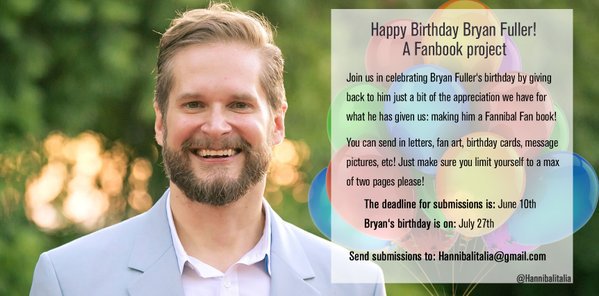 Happy Birthday Bryan Fuller!
A Fanbook project
Join us in celebrating Bryan Fuller's birthday by giving
back to him just a bit of the appreciation we have for
what he has given us: making him a Fannibal Fan book!
You can send in letters, fan art, birthday cards, message
pictures, etc! Just make sure you limit yourself to a max
of two pages please!
The deadline for submissions is: June 10th
Bryan's birthday is on: July 27th
Send submissions to: Hannibalitalia@gmail.com
@Hannibalitalia